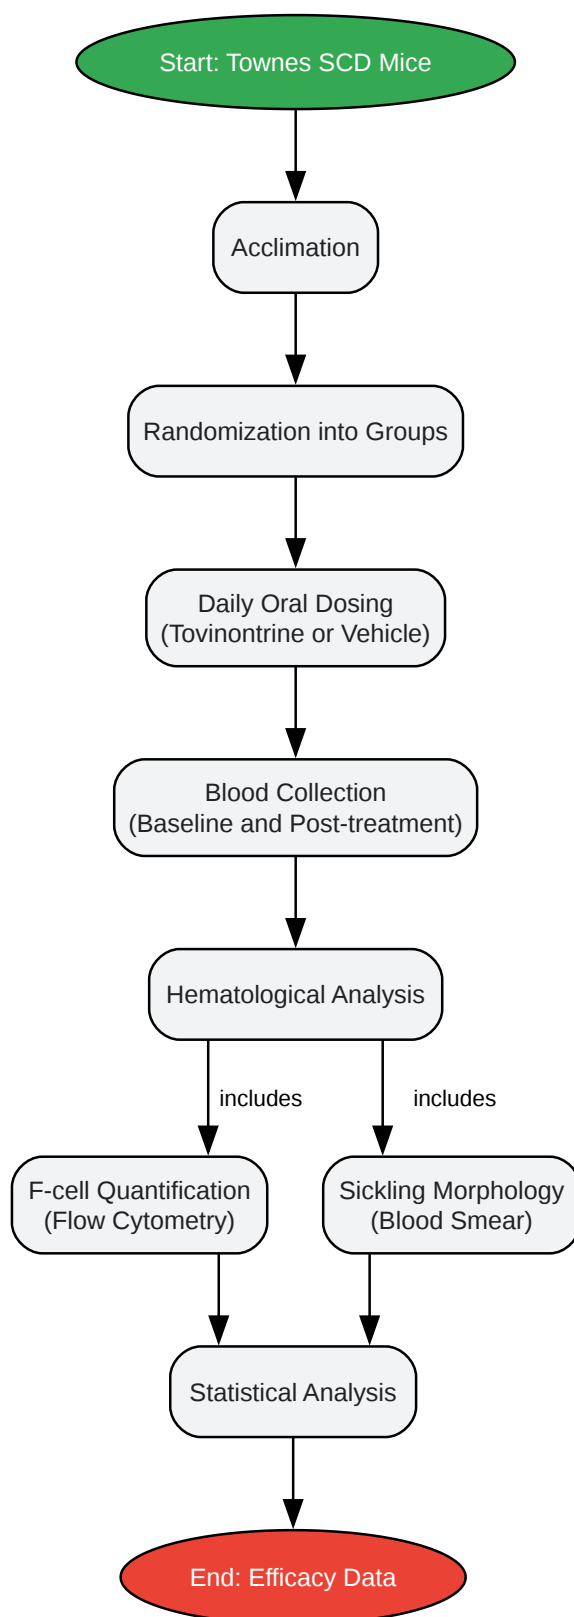 Start: Townes SCD Mice
Acclimation
Randomization into Groups
Daily Oral Dosing
(Tovinontrine or Vehicle)
Blood Collection
(Baseline and Post-treatment)
Hematological Analysis
includes
includes
F-cell Quantification
(Flow Cytometry)
Sickling Morphology
(Blood Smear)
Statistical Analysis
End: Efficacy Data